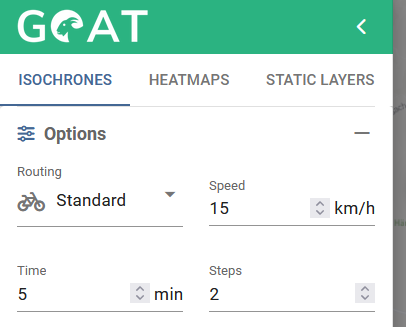 GOAT
ISOCHRONES HEATMAPS STATIC LAYERS
Options
Routing
Standard
Speed
15 km/h
Time
5 min
Steps
2